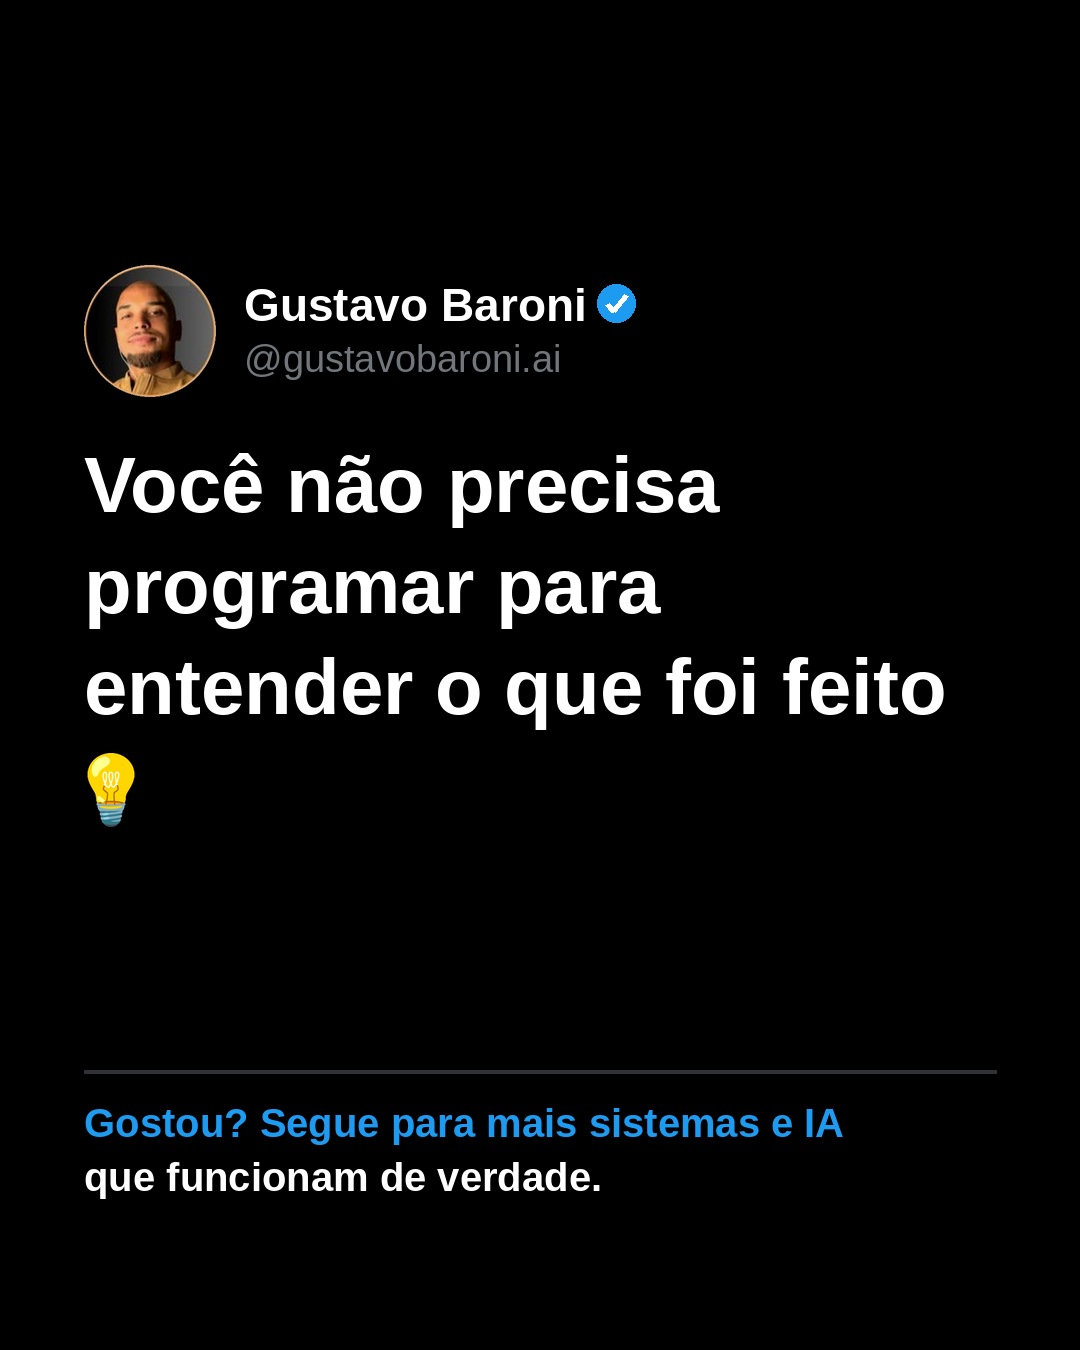 Gustavo Baroni
@gustavobaroni.ai
Você não precisa
programar para
entender o que foi feito
💡
Gostou? Segue para mais sistemas e IA
que funcionam de verdade.